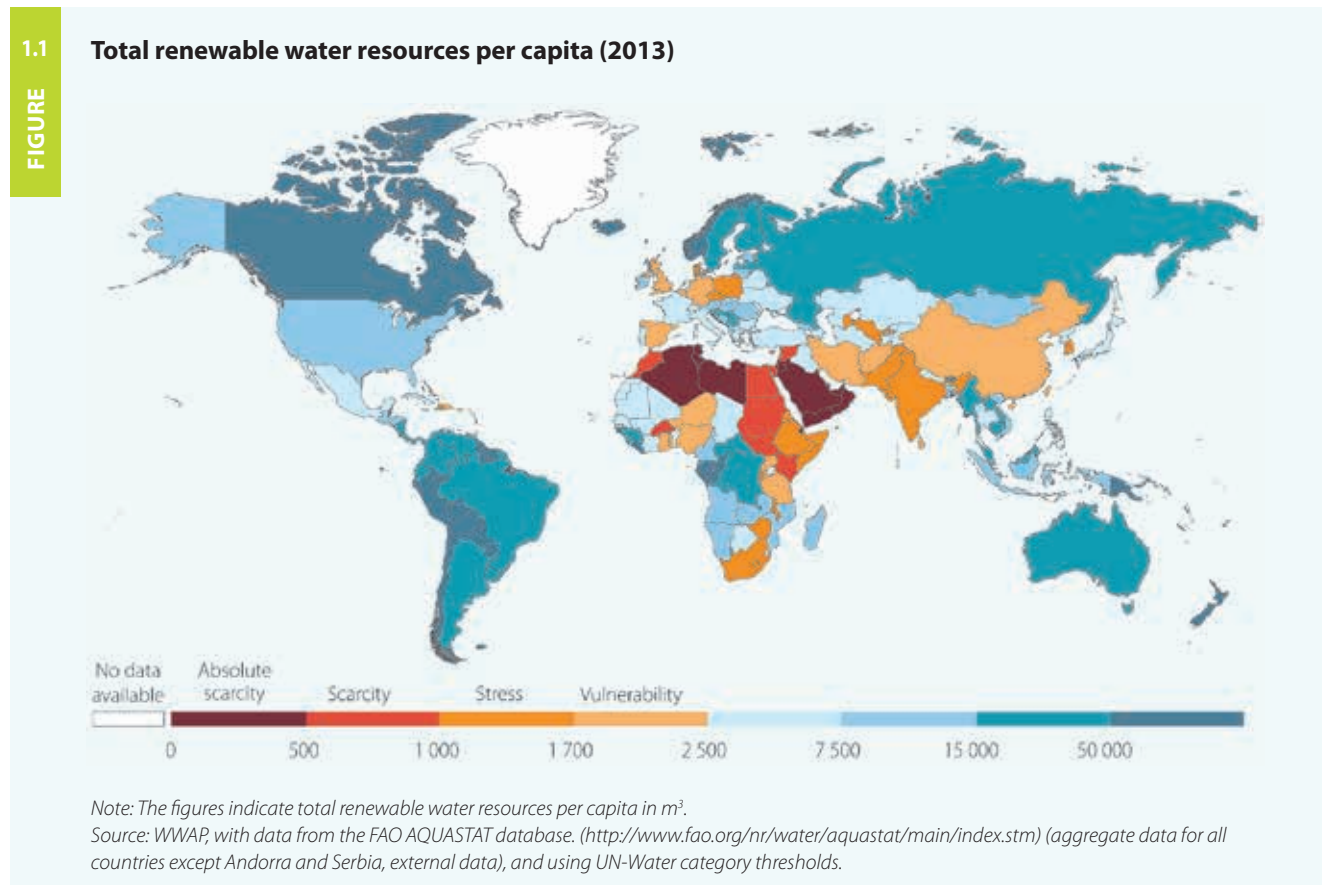 1.1
FIGURE
Total renewable water resources per capita (2013)
No data
available
Absolute
scarcity
Scarcity
Stress
Vulnerability
0
500
1 000
1 700
2 500
7 500
15 000
50 000
Note: The figures indicate total renewable water resources per capita in m³.
Source: WWAP, with data from the FAO AQUASTAT database. (http://www.fao.org/nr/water/aquastat/main/index.stm) (aggregate data for all
countries except Andorra and Serbia, external data), and using UN-Water category thresholds.